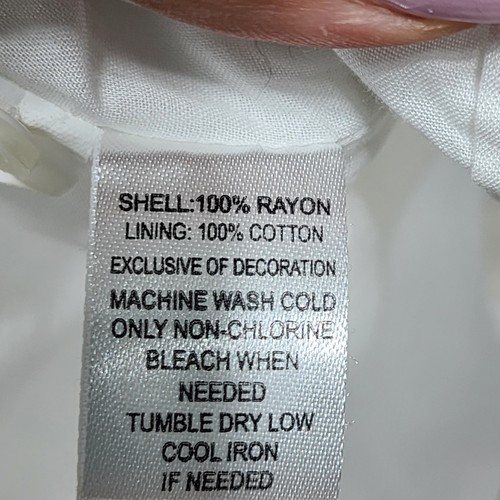 SHELL:100% RAYON
LINING: 100% COTTON
EXCLUSIVE OF DECORATION
MACHINE WASH COLD
ONLY NON-CHLORINE
BLEACH WHEN
NEEDED
TUMBLE DRY LOW
COOL IRON
IF NEEDED